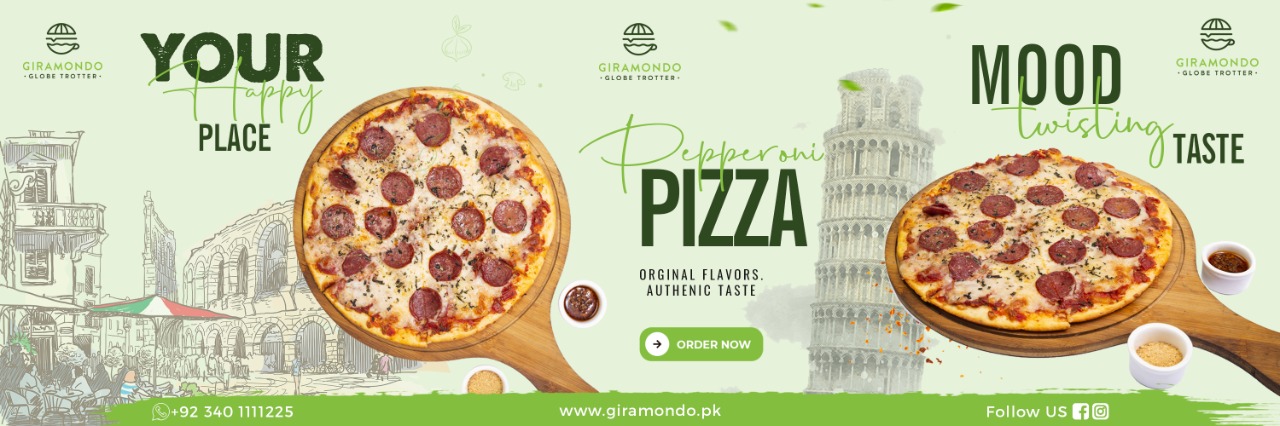 GIRAMONDO
• GLOBE TROTTER •
YOUR
Happy
PLACE
GIRAMONDO
• GLOBE TROTTER •
Pepperoni
PIZZA
ORGINAL FLAVORS.
AUTHENIC TASTE
ORDER NOW
GIRAMONDO
• GLOBE TROTTER •
MOOD
twisting
TASTE
+92 340 1111225
www.giramondo.pk
Follow US